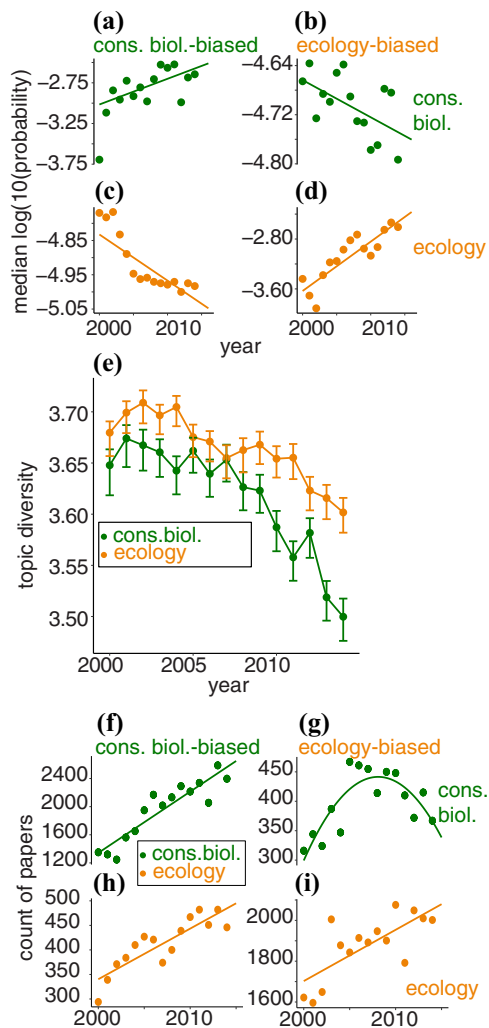 (a) (b)
cons. biol.-biased ecology-biased
−2.75
−3.25
−3.75
−4.64
−4.72
−4.80
cons.
biol.
(c) (d)
−4.85
−4.95
−5.05
−2.80
−3.60
ecology
median log(10(probability)
2000 2010 2000 2010
year
(e)
3.70
3.65
3.60
3.55
3.50
topic diversity
cons.biol.
ecology
2000 2005 2010
year
(f) (g)
cons. biol.-biased ecology-biased
2400
2000
1600
1200
450
400
350
300
cons.
biol.
cons.biol.
ecology
count of papers
(h) (i)
500
450
400
350
300
2000
1800
1600
ecology
2000 2010 2000 2010
year